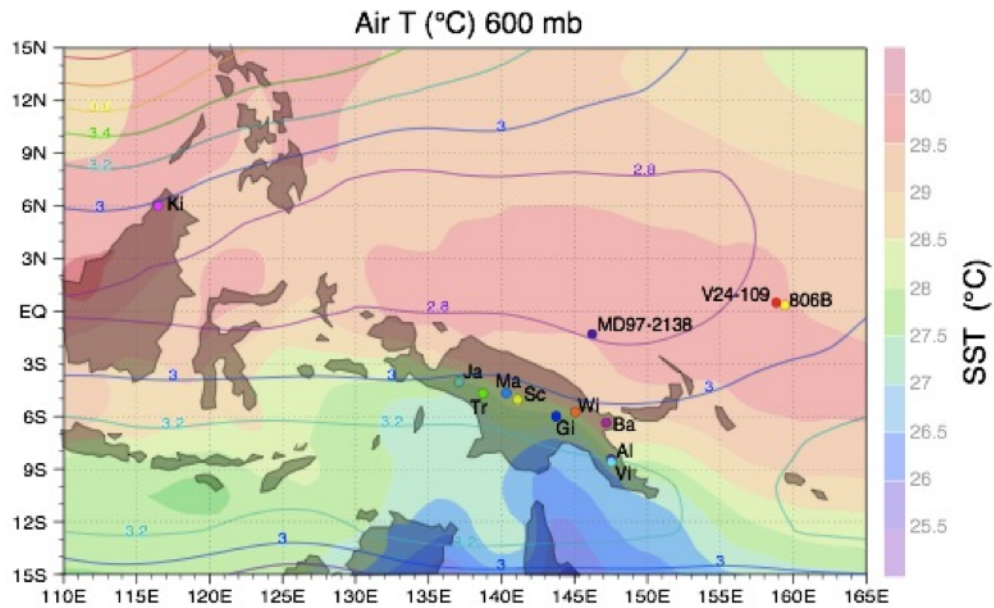 Air T (°C) 600 mb
15N
12N
9N
6N
3N
EQ
3S
6S
9S
12S
15S
3.4
3.2
3
3
2.8
Ki
2.8
V24-109
806B
MD97-2138
3
3
3
Ja
Ma
Sc
Tr
Wi
Gi
Ba
3.2
3.2
Al
Vi
3.2
3.2
3
3
3
110E 115E 120E 125E 130E 135E 140E 145E 150E 155E 160E 165E
30
29.5
29
28.5
28
27.5
27
26.5
26
25.5
SST (°C)